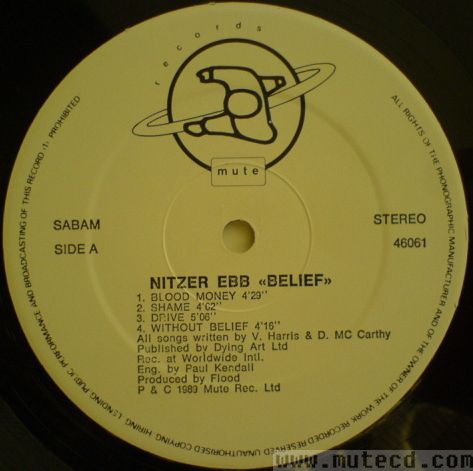 records
mute
SABAM
STEREO
SIDE A
46061
NITZER EBB «BELIEF»
1. BLOOD MONEY 4'29"
2. SHAME 4'02"
3. DRIVE 5'06"
4. WITHOUT BELIEF 4'16"
All songs written by V. Harris & D. MC Carthy
Published by Dying Art Ltd
Rec. at Worldwide Intl.
Eng. by Paul Kendall
Produced by Flood
P & C 1989 Mute Rec. Ltd
ALL RIGHTS OF THE PHONOGRAPHIC MANUFACTURER AND OF THE OWNER OF THE WORK RECORDED RESERVED UNAUTHORISED COPYING HIRING, LENDING PUBLIC PERFORMANCE AND BROADCASTING OF THIS RECORD PROHIBITED
www.mutecd.com